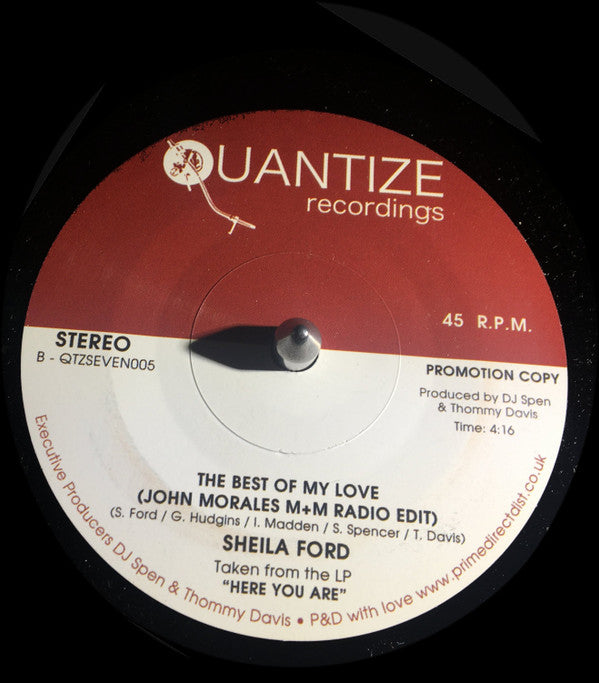 QUANTIZE
recordings
45 R.P.M.
STEREO
B - QTZSEVEN005
PROMOTION COPY
Produced by DJ Spen
& Thommy Davis
Time: 4:16
THE BEST OF MY LOVE
(JOHN MORALES M+M RADIO EDIT)
(S. Ford / G. Hudgins / I. Madden / S. Spencer / T. Davis)
SHEILA FORD
Taken from the LP
"HERE YOU ARE"
Executive Producers DJ Spen & Thommy Davis • P&D with love www.primedirectdist.co.uk